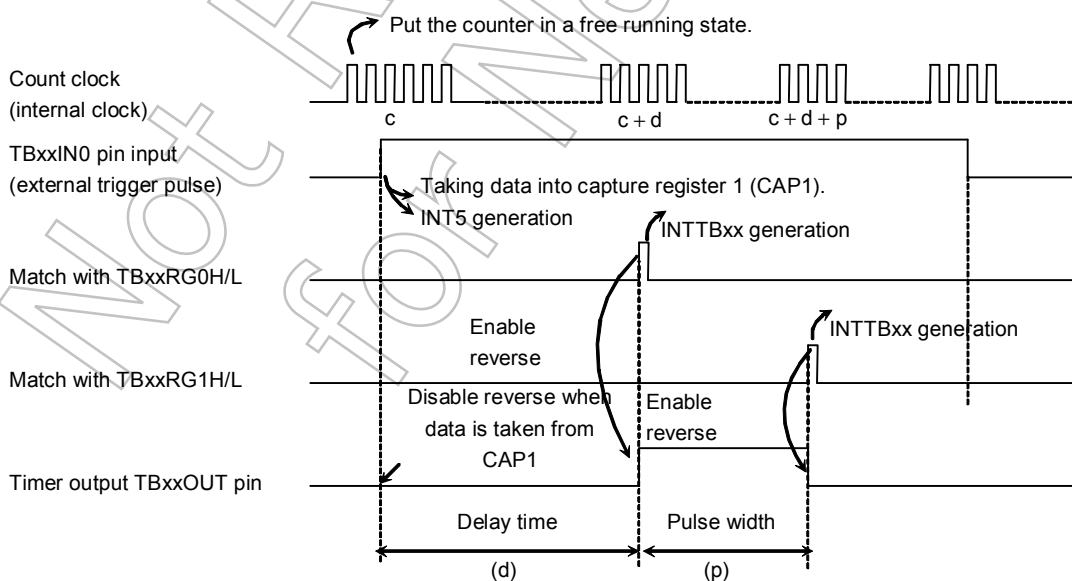 Put the counter in a free running state.
Count clock
(internal clock)
c
c + d
c + d + p
TBxxIN0 pin input
(external trigger pulse)
Taking data into capture register 1 (CAP1).
INT5 generation
INTTBxx generation
Match with TBxxRG0H/L
Enable
reverse
INTTBxx generation
Match with TBxxRG1H/L
Disable reverse when
data is taken from
CAP1
Enable
reverse
Timer output TBxxOUT pin
Delay time
Pulse width
(d)
(p)